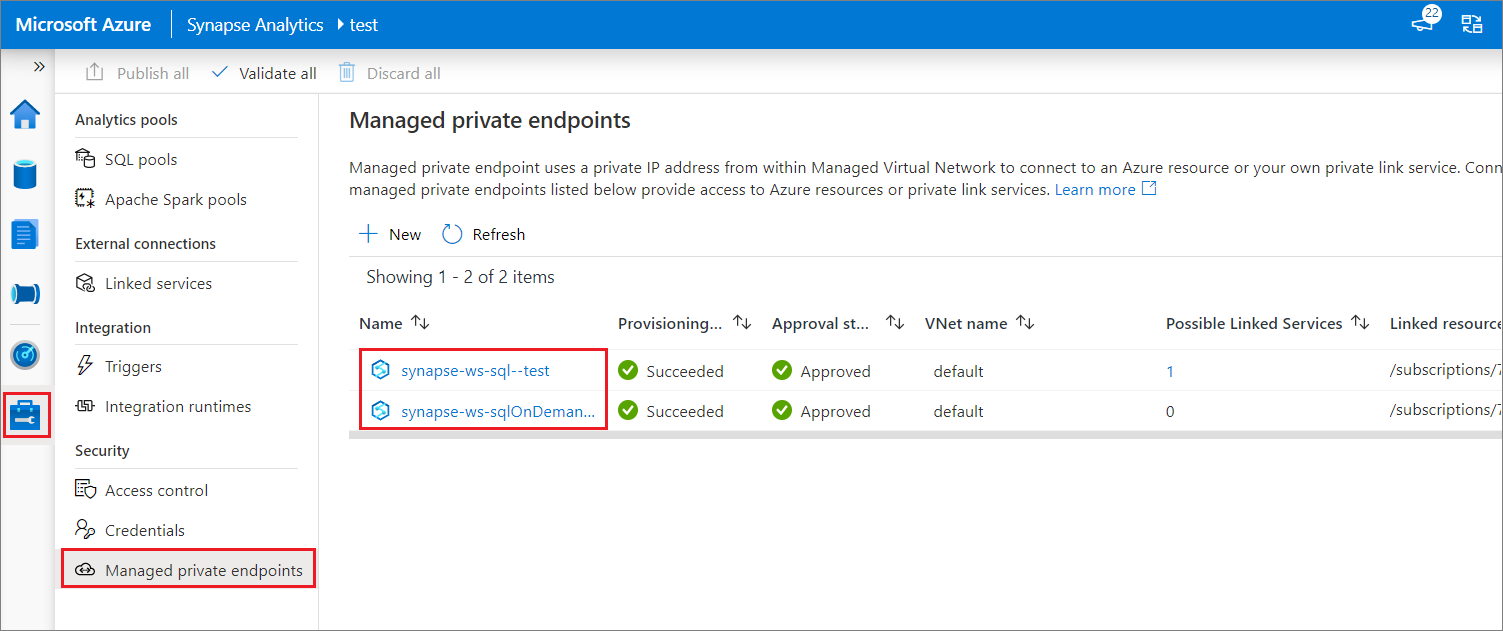 Microsoft Azure
Synapse Analytics
test
22
Publish all
Validate all
Discard all
Analytics pools
SQL pools
Apache Spark pools
External connections
Linked services
Integration
Triggers
Integration runtimes
Security
Access control
Credentials
Managed private endpoints
Managed private endpoints
Managed private endpoint uses a private IP address from within Managed Virtual Network to connect to an Azure resource or your own private link service. Conn
managed private endpoints listed below provide access to Azure resources or private link services. Learn more
New
Refresh
Showing 1 - 2 of 2 items
Name Provisioning... Approval st... VNet name Possible Linked Services Linked resource
synapse-ws-sql--test Succeeded Approved default 1 /subscriptions/7
synapse-ws-sqlOnDeman... Succeeded Approved default 0 /subscriptions/7